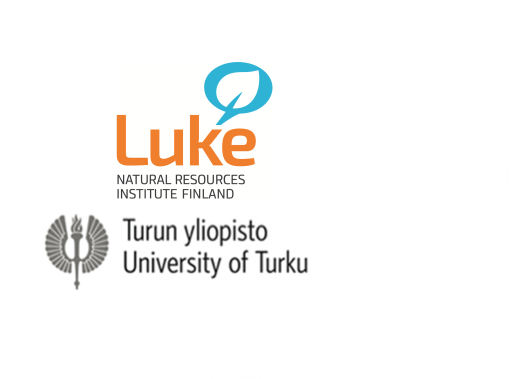 Luke
NATURAL RESOURCES
INSTITUTE FINLAND
Turun yliopisto
University of Turku